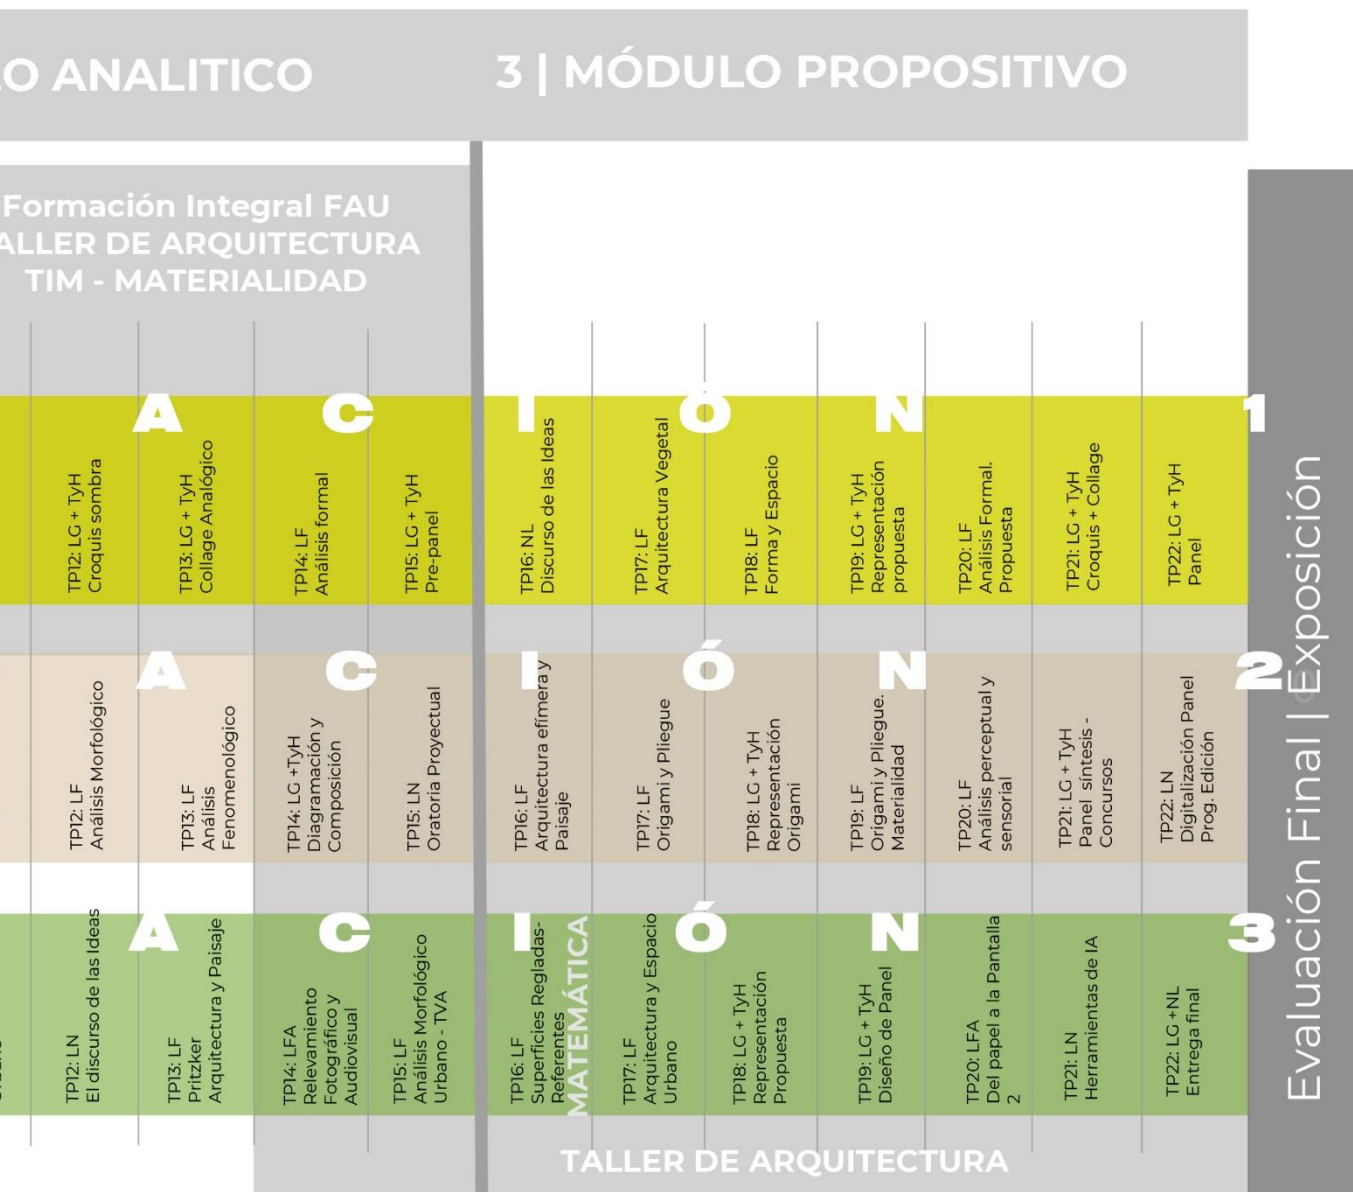 O ANALITICO
3 | MÓDULO PROPOSITIVO
Formación Integral FAU
ALLER DE ARQUITECTURA
TIM - MATERIALIDAD
A C I Ó N 1
TP12: LG + TyH
Croquis sombra
TP13: LG + TyH
Collage Analógico
TP14: LF
Análisis formal
TP15: LG + TyH
Pre-panel
TP16: NL
Discurso de las Ideas
TP17: LF
Arquitectura Vegetal
TP18: LF
Forma y Espacio
TP19: LG + TyH
Representación
propuesta
TP20: LF
Análisis Formal.
Propuesta
TP21: LG + TyH
Croquis + Collage
TP22: LG + TyH
Panel
A C I Ó N 2
TP12: LF
Análisis Morfológico
TP13: LF
Análisis
Fenomenológico
TP14: LG +TyH
Diagramación y
Composición
TP15: LN
Oratoria Proyectual
TP16: LF
Arquitectura efímera y
Paisaje
TP17: LF
Origami y Pliegue
TP18: LG + TyH
Representación
Origami
TP19: LF
Origami y Pliegue.
Materialidad
TP20: LF
Análisis perceptual y
sensorial
TP21: LG + TyH
Panel síntesis -
Concursos
TP22: LN
Digitalización Panel
Prog. Edición
A C I Ó N 3
TP12: LN
El discurso de las Ideas
TP13: LF
Pritzker
Arquitectura y Paisaje
TP14: LFA
Relevamiento
Fotográfico y
Audiovisual
TP15: LF
Análisis Morfológico
Urbano - TVA
TP16: LF
Superficies Regladas-
Referentes
MATEMÁTICA
TP17: LF
Arquitectura y Espacio
Urbano
TP18: LG + TyH
Representación
Propuesta
TP19: LG + TyH
Diseño de Panel
TP20: LFA
Del papel a la Pantalla
2
TP21: LN
Herramientas de IA
TP22: LG +NL
Entrega final
Evaluación Final | Exposición
TALLER DE ARQUITECTURA